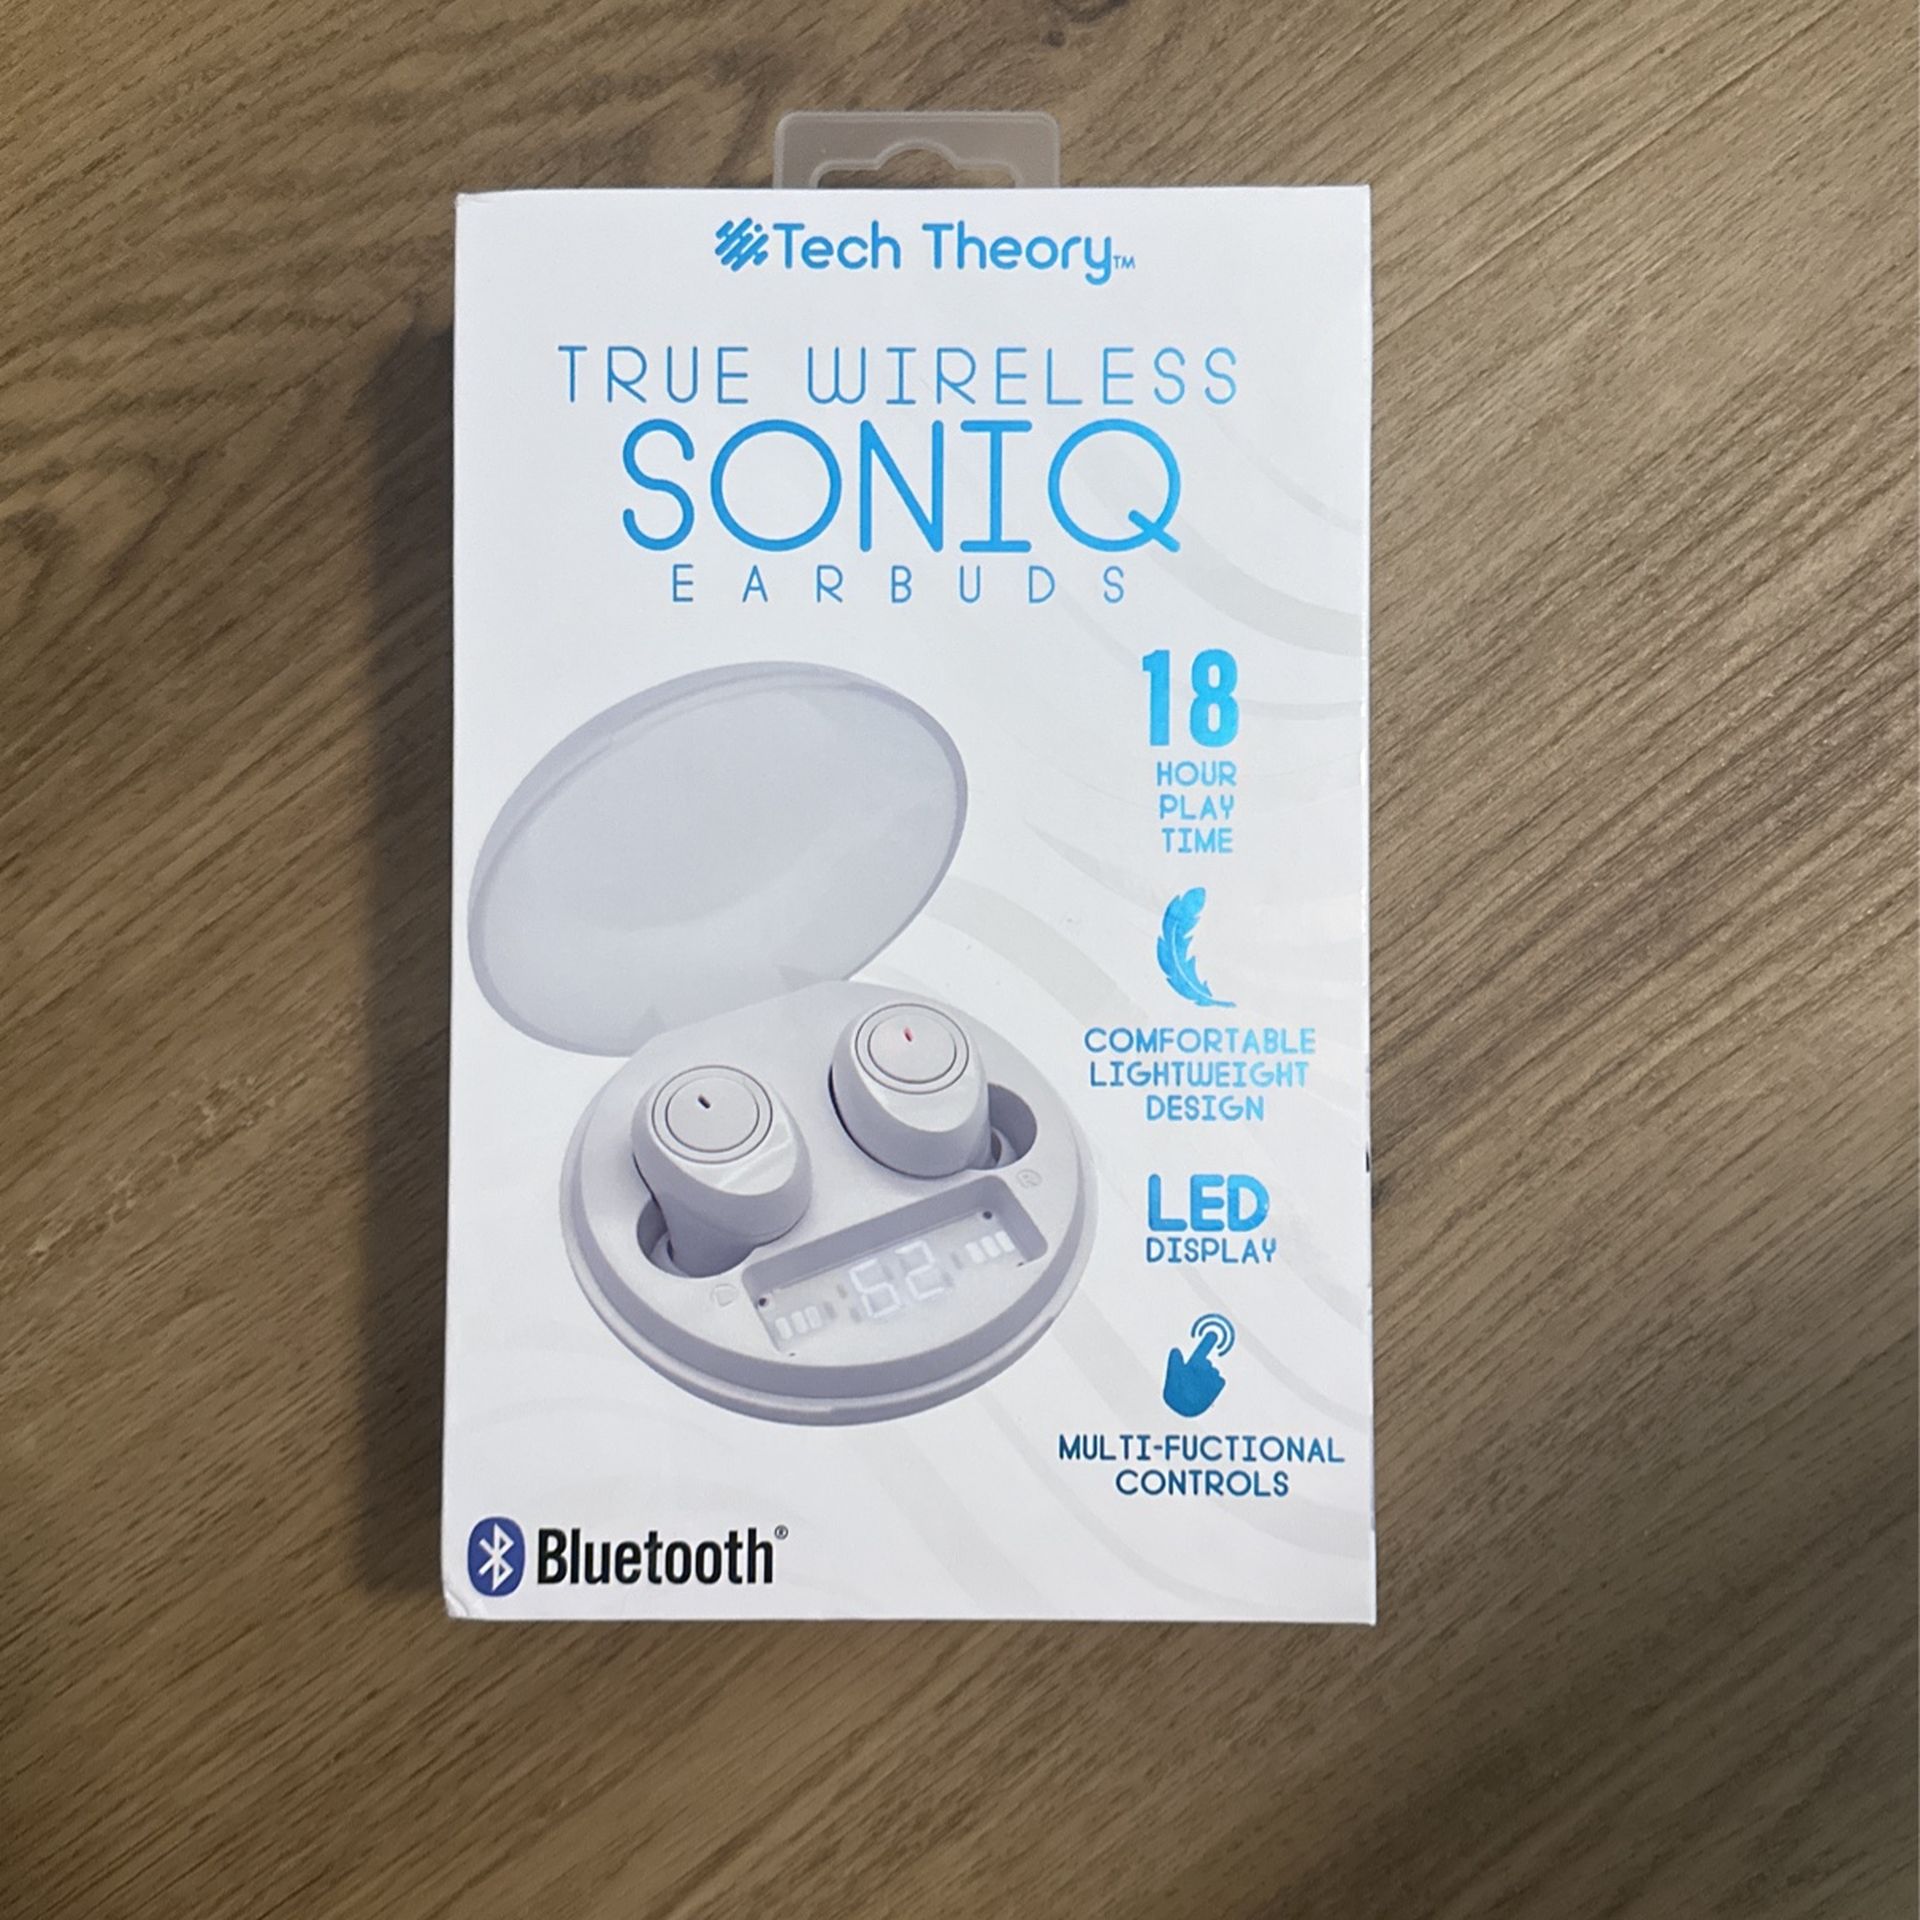 Tech Theory™
TRUE WIRELESS
SONIQ
EARBUDS
18
HOUR
PLAY
TIME
COMFORTABLE
LIGHTWEIGHT
DESIGN
LED
DISPLAY
R
L
62
MULTI-FUCTIONAL
CONTROLS
Bluetooth®